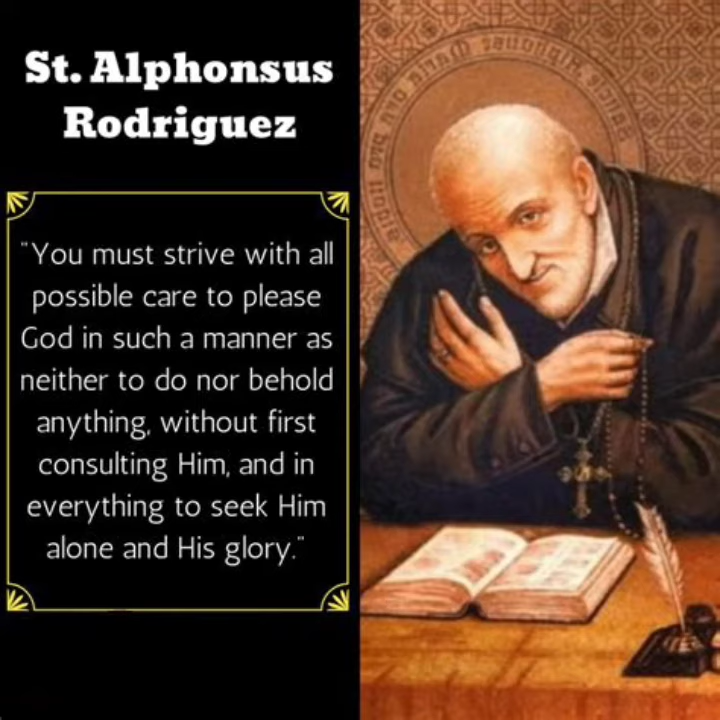 St. Alphonsus
Rodriguez
"You must strive with all
possible care to please
God in such a manner as
neither to do nor behold
anything, without first
consulting Him, and in
everything to seek Him
alone and His glory."